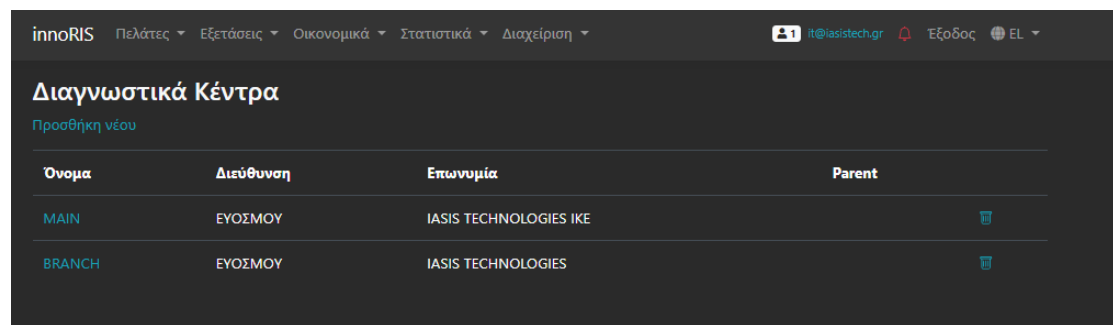 innoRIS Πελάτες Εξετάσεις Οικονομικά Στατιστικά Διαχείριση 1 it@iasistech.gr Έξοδος EL
Διαγνωστικά Κέντρα
Προσθήκη νέου
Όνομα Διεύθυνση Επωνυμία Parent
MAIN ΕΥΟΣΜΟΥ IASIS TECHNOLOGIES IKE
BRANCH ΕΥΟΣΜΟΥ IASIS TECHNOLOGIES